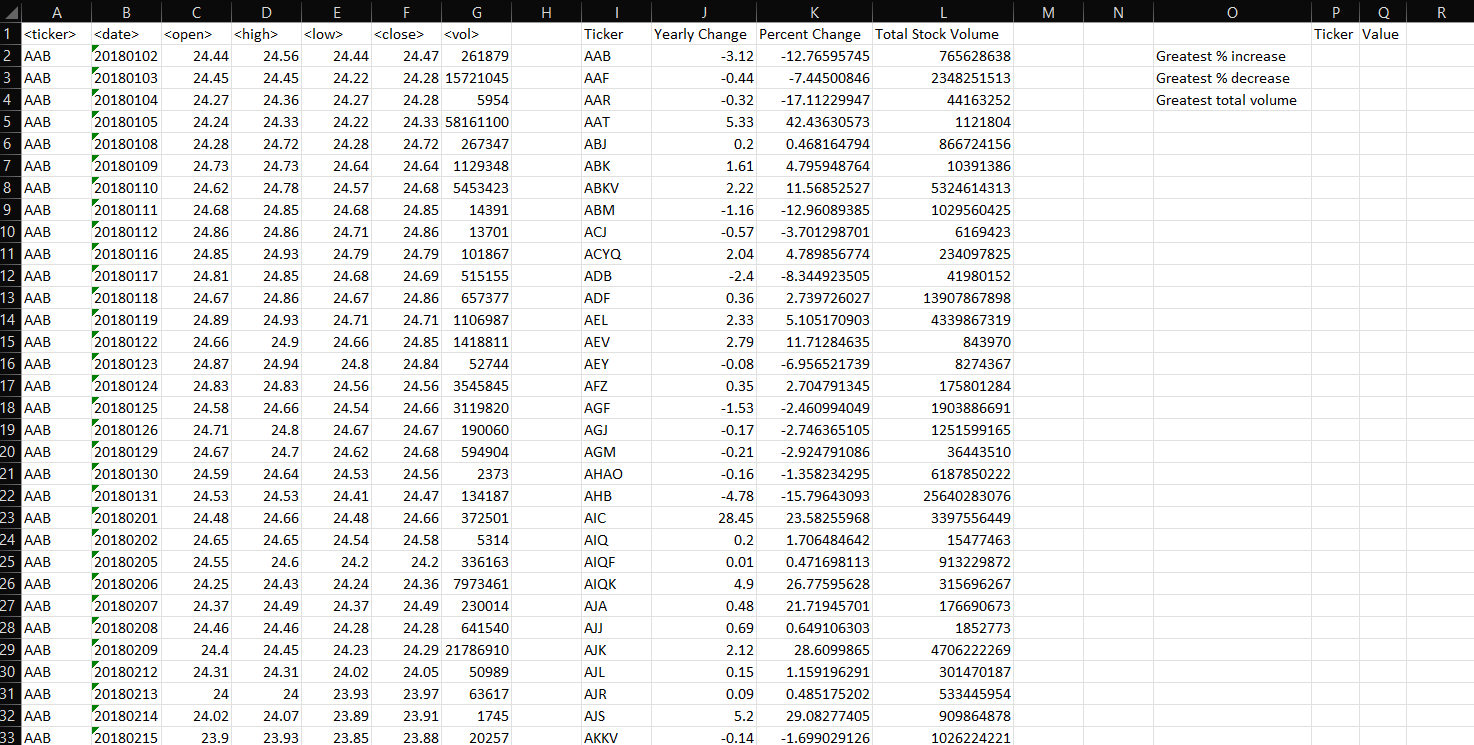 A B C D E F G H I J K L M N O P Q R
1 <ticker> <date> <open> <high> <low> <close> <vol> Ticker Yearly Change Percent Change Total Stock Volume Ticker Value
2 AAB 20180102 24.44 24.56 24.44 24.47 261879 AAB -3.12 -12.76595745 765628638 Greatest % increase
3 AAB 20180103 24.45 24.45 24.22 24.28 15721045 AAF -0.44 -7.44500846 2348251513 Greatest % decrease
4 AAB 20180104 24.27 24.36 24.27 24.28 5954 AAR -0.32 -17.11229947 44163252 Greatest total volume
5 AAB 20180105 24.24 24.33 24.22 24.33 58161100 AAT 5.33 42.43630573 1121804
6 AAB 20180108 24.28 24.72 24.28 24.72 267347 ABJ 0.2 0.468164794 866724156
7 AAB 20180109 24.73 24.73 24.64 24.64 1129348 ABK 1.61 4.795948764 10391386
8 AAB 20180110 24.62 24.78 24.57 24.68 5453423 ABKV 2.22 11.56852527 5324614313
9 AAB 20180111 24.68 24.85 24.68 24.85 14391 ABM -1.16 -12.96089385 1029560425
10 AAB 20180112 24.86 24.86 24.71 24.86 13701 ACJ -0.57 -3.701298701 6169423
11 AAB 20180116 24.85 24.93 24.79 24.79 101867 ACYQ 2.04 4.789856774 234097825
12 AAB 20180117 24.81 24.85 24.68 24.69 515155 ADB -2.4 -8.344923505 41980152
13 AAB 20180118 24.67 24.86 24.67 24.86 657377 ADF 0.36 2.739726027 13907867898
14 AAB 20180119 24.89 24.93 24.71 24.71 1106987 AEL 2.33 5.105170903 4339867319
15 AAB 20180122 24.66 24.9 24.66 24.85 1418811 AEV 2.79 11.71284635 843970
16 AAB 20180123 24.87 24.94 24.8 24.84 52744 AEY -0.08 -6.956521739 8274367
17 AAB 20180124 24.83 24.83 24.56 24.56 3545845 AFZ 0.35 2.704791345 175801284
18 AAB 20180125 24.58 24.66 24.54 24.66 3119820 AGF -1.53 -2.460994049 1903886691
19 AAB 20180126 24.71 24.8 24.67 24.67 190060 AGJ -0.17 -2.746365105 1251599165
20 AAB 20180129 24.67 24.7 24.62 24.68 594904 AGM -0.21 -2.924791086 36443510
21 AAB 20180130 24.59 24.64 24.53 24.56 2373 AHAO -0.16 -1.358234295 6187850222
22 AAB 20180131 24.53 24.53 24.41 24.47 134187 AHB -4.78 -15.79643093 25640283076
23 AAB 20180201 24.48 24.66 24.48 24.66 372501 AIC 28.45 23.58255968 3397556449
24 AAB 20180202 24.65 24.65 24.54 24.58 5314 AIQ 0.2 1.706484642 15477463
25 AAB 20180205 24.55 24.6 24.2 24.2 336163 AIQF 0.01 0.471698113 913229872
26 AAB 20180206 24.25 24.43 24.24 24.36 7973461 AIQK 4.9 26.77595628 315696267
27 AAB 20180207 24.37 24.49 24.37 24.49 230014 AJA 0.48 21.71945701 176690673
28 AAB 20180208 24.46 24.46 24.28 24.28 641540 AJJ 0.69 0.649106303 1852773
29 AAB 20180209 24.4 24.45 24.23 24.29 21786910 AJK 2.12 28.6099865 4706222269
30 AAB 20180212 24.31 24.31 24.02 24.05 50989 AJL 0.15 1.159196291 301470187
31 AAB 20180213 24 24 23.93 23.97 63617 AJR 0.09 0.485175202 533445954
32 AAB 20180214 24.02 24.07 23.89 23.91 1745 AJS 5.2 29.08277405 909864878
33 AAB 20180215 23.9 23.93 23.85 23.88 20257 AKKV -0.14 -1.699029126 1026224221